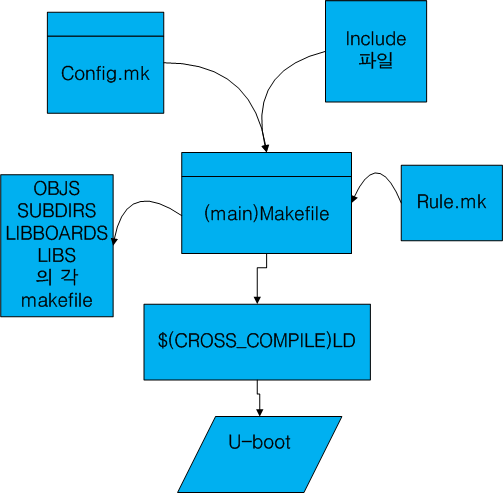 Config.mk
Include
파일
(main)Makefile
OBJS
SUBDIRS
LIBBOARDS
LIBS
의 각
makefile
Rule.mk
$(CROSS_COMPILE)LD
U-boot